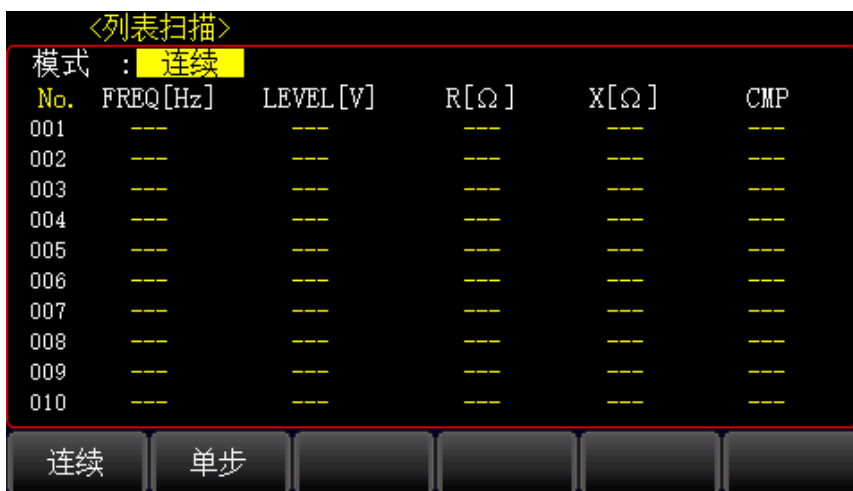 <列表扫描>
模式 : 连续
No. FREQ[Hz] LEVEL[V] R[Ω] X[Ω] CMP
001 --- --- --- --- ---
002 --- --- --- --- ---
003 --- --- --- --- ---
004 --- --- --- --- ---
005 --- --- --- --- ---
006 --- --- --- --- ---
007 --- --- --- --- ---
008 --- --- --- --- ---
009 --- --- --- --- ---
010 --- --- --- --- ---
连续 单步